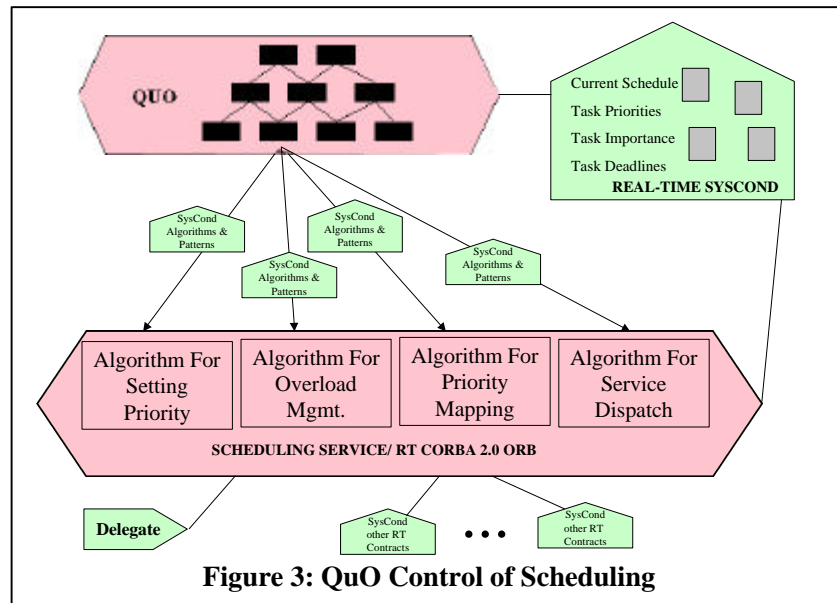 QUO
Current Schedule
Task Priorities
Task Importance
Task Deadlines
REAL-TIME SYSCOND
SysCond
Algorithms &
Patterns
SysCond
Algorithms &
Patterns
SysCond
Algorithms &
Patterns
SysCond
Algorithms &
Patterns
Algorithm For
Setting
Priority
Algorithm For
Overload
Mgmt.
Algorithm For
Priority
Mapping
Algorithm For
Service
Dispatch
SCHEDULING SERVICE/ RT CORBA 2.0 ORB
Delegate
SysCond
other RT
Contracts
• • •
SysCond
other RT
Contracts
Figure 3: QuO Control of Scheduling